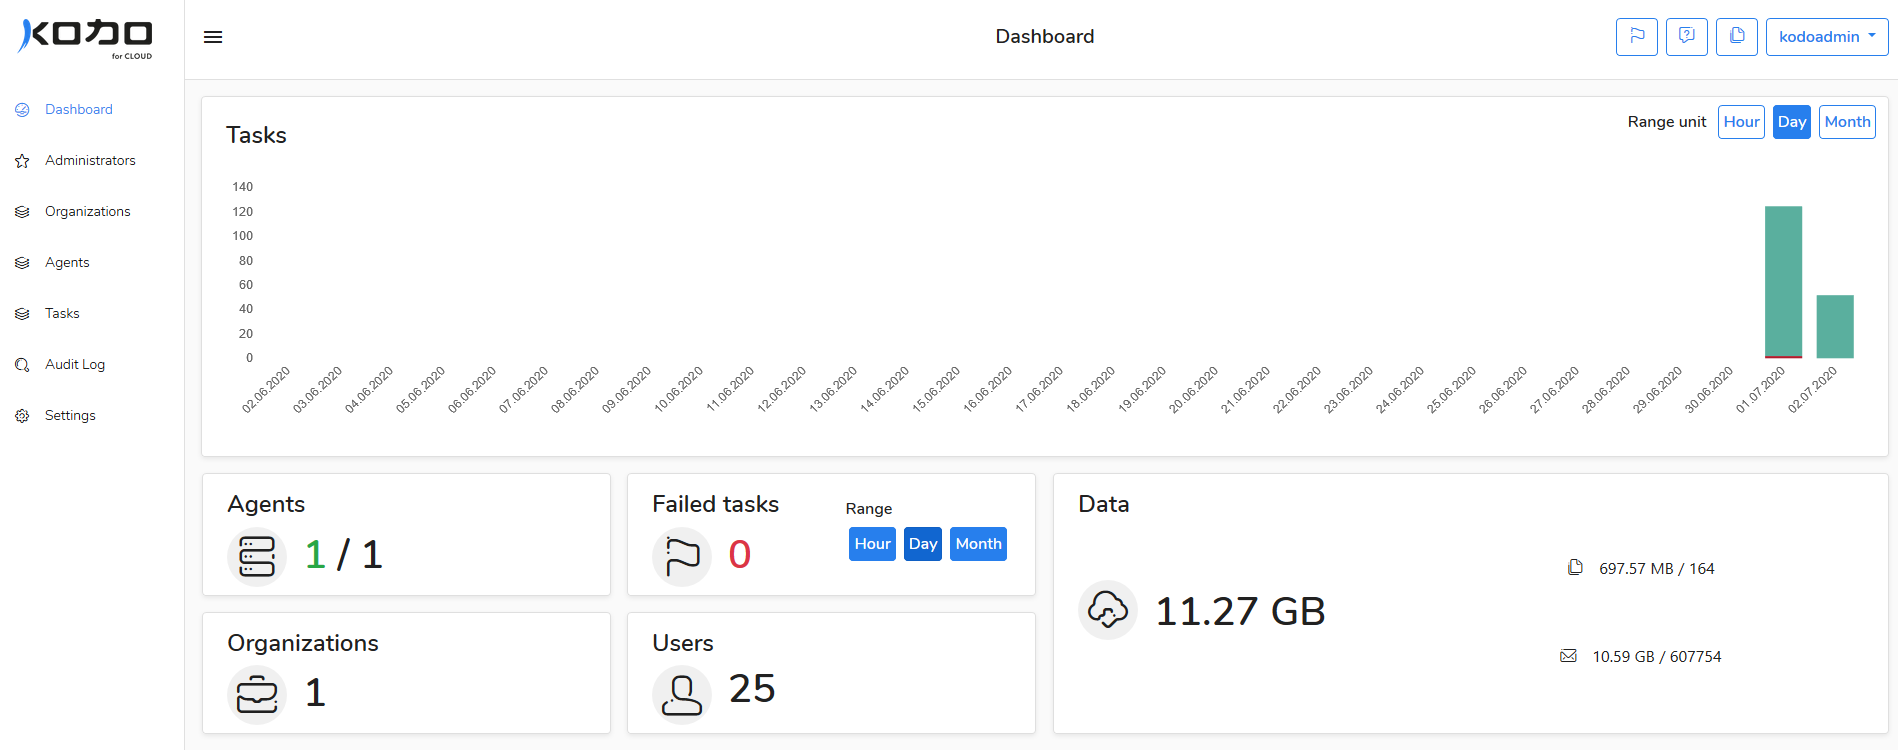 KODO
for CLOUD
Dashboard
kodoadmin
Dashboard
Administrators
Organizations
Agents
Tasks
Audit Log
Settings
Tasks
Range unit Hour Day Month
140
120
100
80
60
40
20
0
02.06.2020 03.06.2020 04.06.2020 05.06.2020 06.06.2020 07.06.2020 08.06.2020 09.06.2020 10.06.2020 11.06.2020 12.06.2020 13.06.2020 14.06.2020 15.06.2020 16.06.2020 17.06.2020 18.06.2020 19.06.2020 20.06.2020 21.06.2020 22.06.2020 23.06.2020 24.06.2020 25.06.2020 26.06.2020 27.06.2020 28.06.2020 29.06.2020 30.06.2020 01.07.2020 02.07.2020
Agents
1 / 1
Failed tasks
0
Range
Hour Day Month
Data
11.27 GB
697.57 MB / 164
10.59 GB / 607754
Organizations
1
Users
25